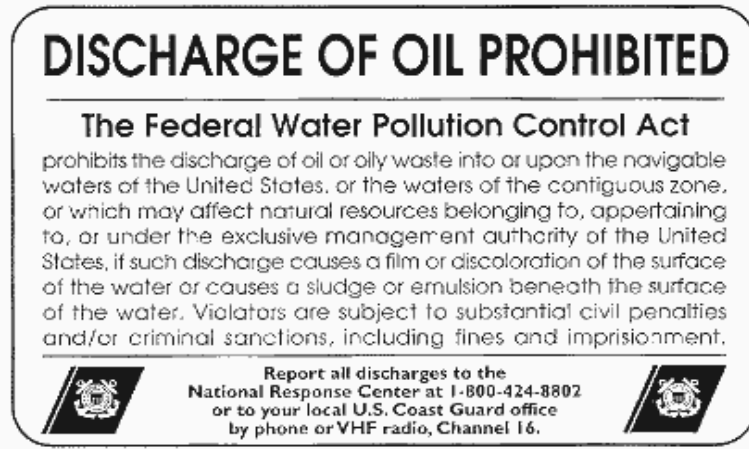 DISCHARGE OF OIL PROHIBITED
The Federal Water Pollution Control Act
prohibits the discharge of oil or oily waste into or upon the navigable
waters of the United States, or the waters of the contiguous zone,
or which may affect natural resources belonging to, appertaining
to, or under the exclusive management authority of the United
States, if such discharge causes a film or discoloration of the surface
of the water or causes a sludge or emulsion beneath the surface
of the water. Violators are subject to substantial civil penalties
and/or criminal sanctions, including fines and imprisionment.
Report all discharges to the
National Response Center at 1-800-424-8802
or to your local U.S. Coast Guard office
by phone or VHF radio, Channel 16.